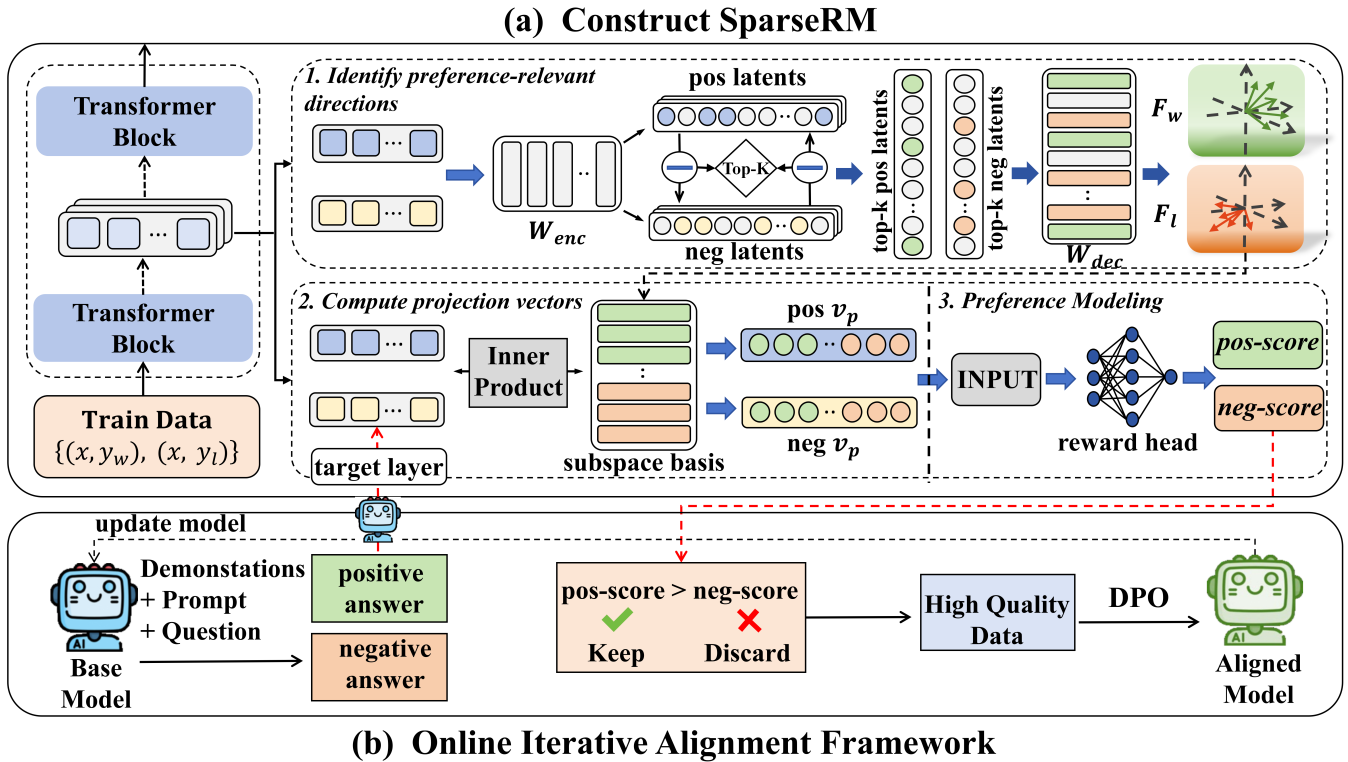 (a) Construct SparseRM
Transformer
Block
...
Transformer
Block
Train Data
{(x, y_w), (x, y_l)}
1. Identify preference-relevant
directions
...
...
W_enc
pos latents
Top-K
neg latents
top-k pos latents
top-k neg latents
W_dec
F_w
F_l
2. Compute projection vectors
...
...
target layer
Inner
Product
subspace basis
pos v_p
neg v_p
3. Preference Modeling
INPUT
reward head
pos-score
neg-score
update model
AI
Base
Model
Demonstations
+ Prompt
+ Question
AI
positive
answer
negative
answer
pos-score > neg-score
Keep
Discard
High Quality
Data
DPO
AI
Aligned
Model
(b) Online Iterative Alignment Framework